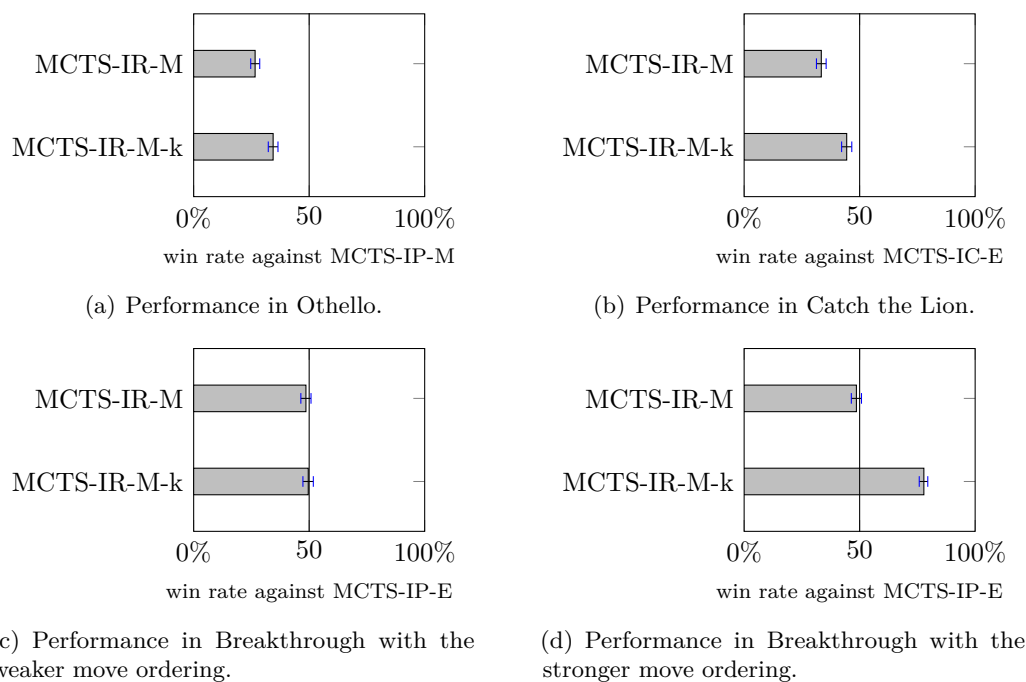 MCTS-IR-M
MCTS-IR-M-k
0% 50 100%
win rate against MCTS-IP-M
(a) Performance in Othello.
MCTS-IR-M
MCTS-IR-M-k
0% 50 100%
win rate against MCTS-IC-E
(b) Performance in Catch the Lion.
MCTS-IR-M
MCTS-IR-M-k
0% 50 100%
win rate against MCTS-IP-E
c) Performance in Breakthrough with the
weaker move ordering.
MCTS-IR-M
MCTS-IR-M-k
0% 50 100%
win rate against MCTS-IP-E
(d) Performance in Breakthrough with the
stronger move ordering.